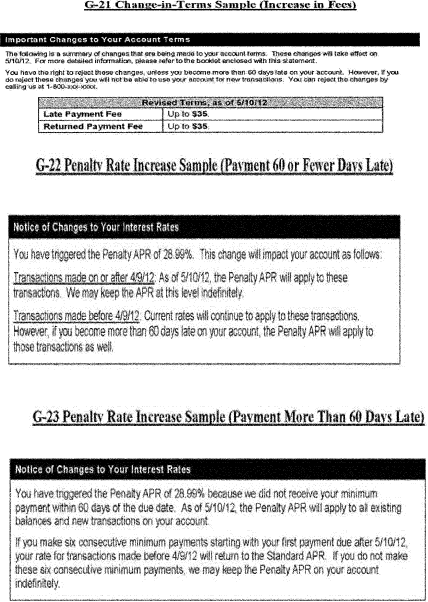 G-21 Change-in-Terms Sample (Increase in Fees)
Important Changes to Your Account Terms
The following is a summary of changes that are being made to your account terms. These changes will take effect on
5/10/12. For more detailed information, please refer to the booklet enclosed with this statement.
You have the right to reject these changes, unless you become more than 60 days late on your account. However, if you
do reject these changes you will not be able to use your account for new transactions. You can reject the changes by
calling us at 1-800-xxx-xxxx.
Revised Terms, as of 5/10/12
Late Payment Fee Up to $35.
Returned Payment Fee Up to $35.
G-22 Penalty Rate Increase Sample (Payment 60 or Fewer Days Late)
Notice of Changes to Your Interest Rates
You have triggered the Penalty APR of 28.99%. This change will impact your account as follows:
Transactions made on or after 4/9/12: As of 5/10/12, the Penalty APR will apply to these
transactions. We may keep the APR at this level indefinitely.
Transactions made before 4/9/12: Current rates will continue to apply to these transactions.
However, if you become more than 60 days late on your account, the Penalty APR will apply to
those transactions as well.
G-23 Penalty Rate Increase Sample (Payment More Than 60 Days Late)
Notice of Changes to Your Interest Rates
You have triggered the Penalty APR of 28.99% because we did not receive your minimum
payment within 60 days of the due date. As of 5/10/12, the Penalty APR will apply to all existing
balances and new transactions on your account.
If you make six consecutive minimum payments starting with your first payment due after 5/10/12,
your rate for transactions made before 4/9/12 will return to the Standard APR. If you do not make
these six consecutive minimum payments, we may keep the Penalty APR on your account
indefinitely.